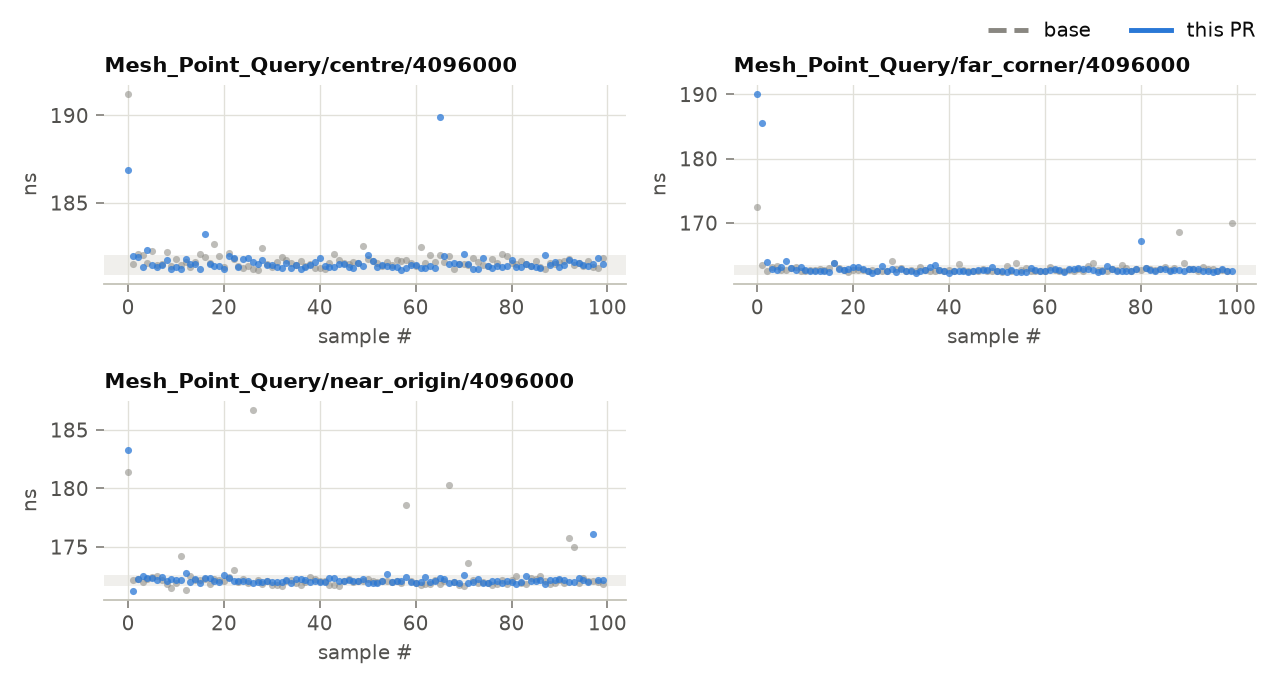 base this PR
Mesh_Point_Query/centre/4096000
190
185
ns
0 20 40 60 80 100
sample #
Mesh_Point_Query/far_corner/4096000
190
180
170
ns
0 20 40 60 80 100
sample #
Mesh_Point_Query/near_origin/4096000
185
180
175
ns
0 20 40 60 80 100
sample #